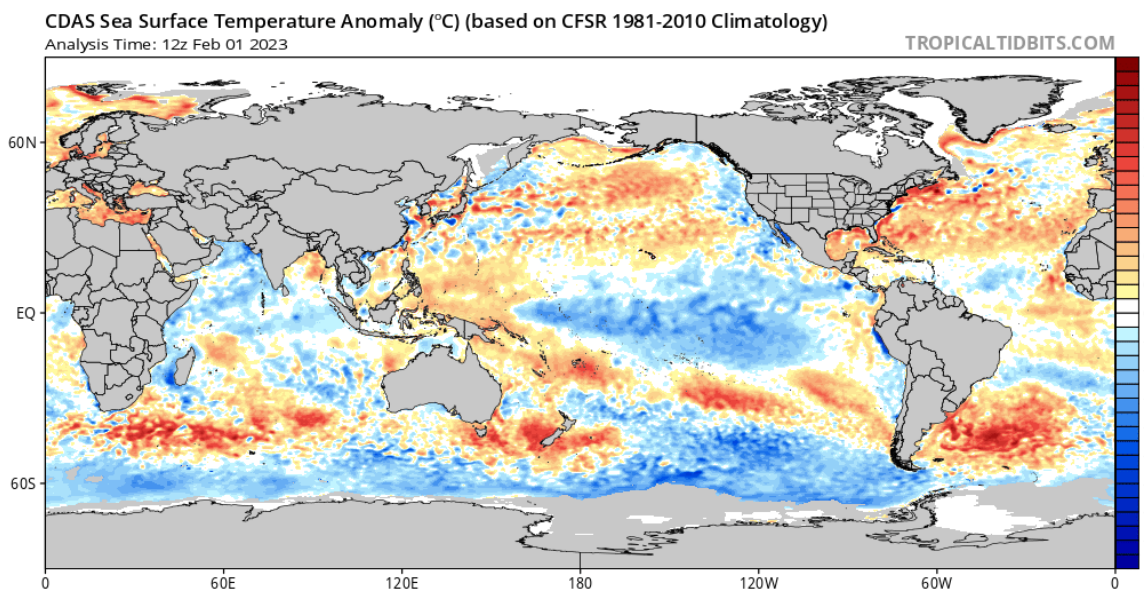 CDAS Sea Surface Temperature Anomaly (°C) (based on CFSR 1981-2010 Climatology)
Analysis Time: 12z Feb 01 2023
TROPICALTIDBITS.COM
60N
EQ
60S
0
60E
120E
180
120W
60W
0